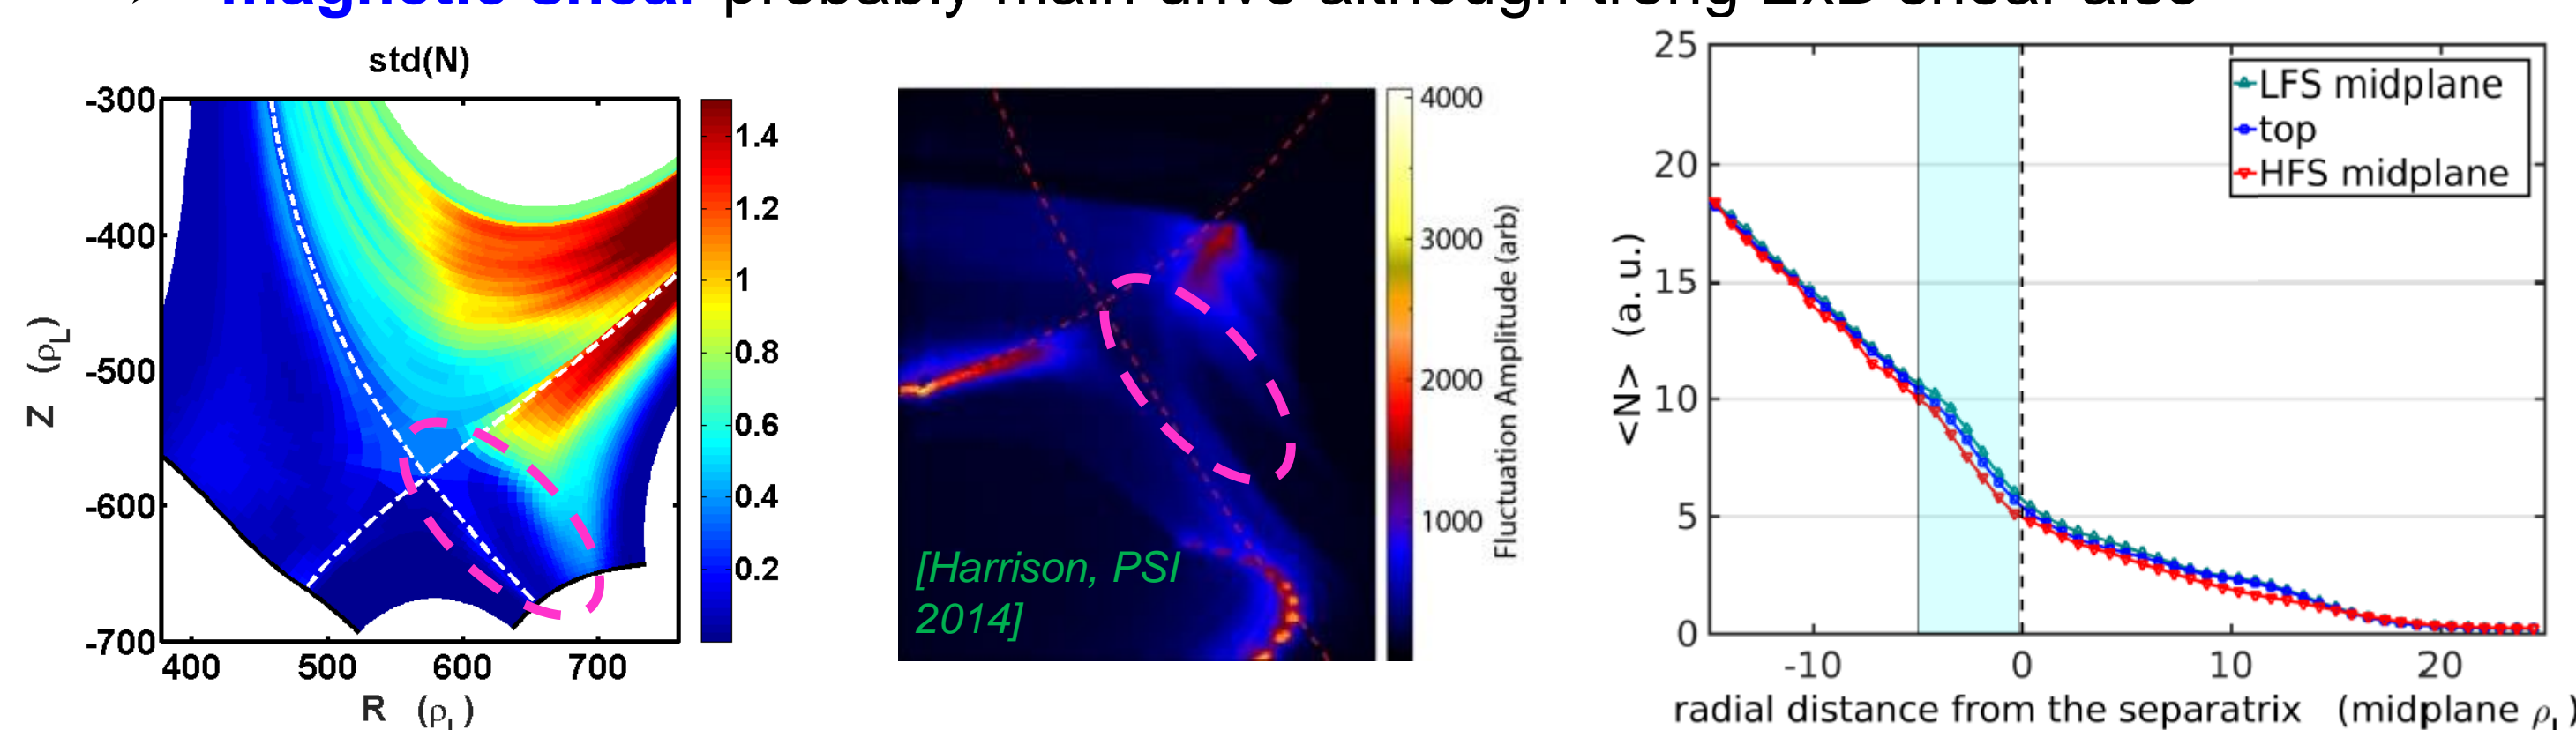 magnetic shear probably main drive although trong ExB shear also
std(N)
-300
-400
-500
-600
-700
Z (ρL)
400 500 600 700
R (ρL)
1.4
1.2
1
0.8
0.6
0.4
0.2
[Harrison, PSI
2014]
4000
3000
2000
1000
Fluctuation Amplitude (arb)
25
20
15
10
5
0
<N> (a. u.)
LFS midplane
top
HFS midplane
-10 0 10 20
radial distance from the separatrix (midplane ρL)